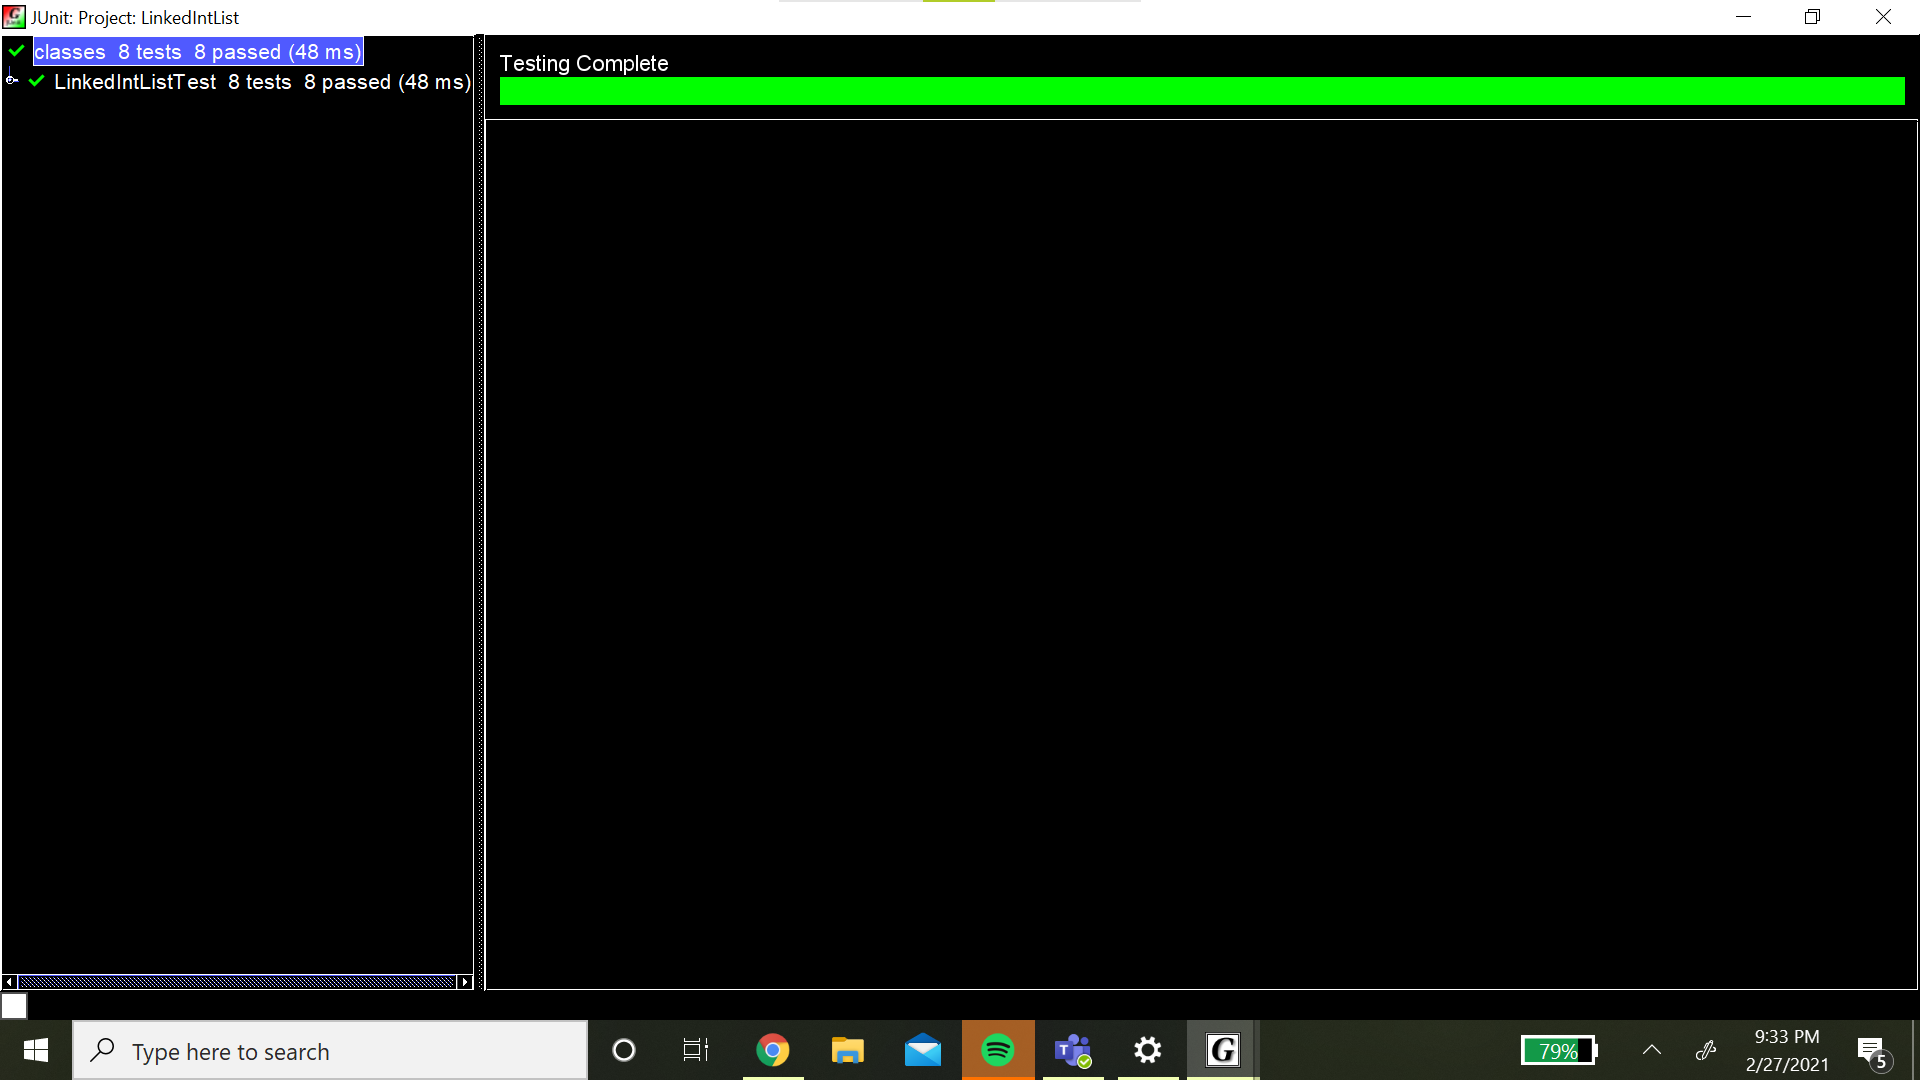 JUnit: Project: LinkedIntList
classes 8 tests 8 passed (48 ms)
LinkedIntListTest 8 tests 8 passed (48 ms)
Testing Complete
Type here to search
T
G
79%
9:33 PM
2/27/2021
5